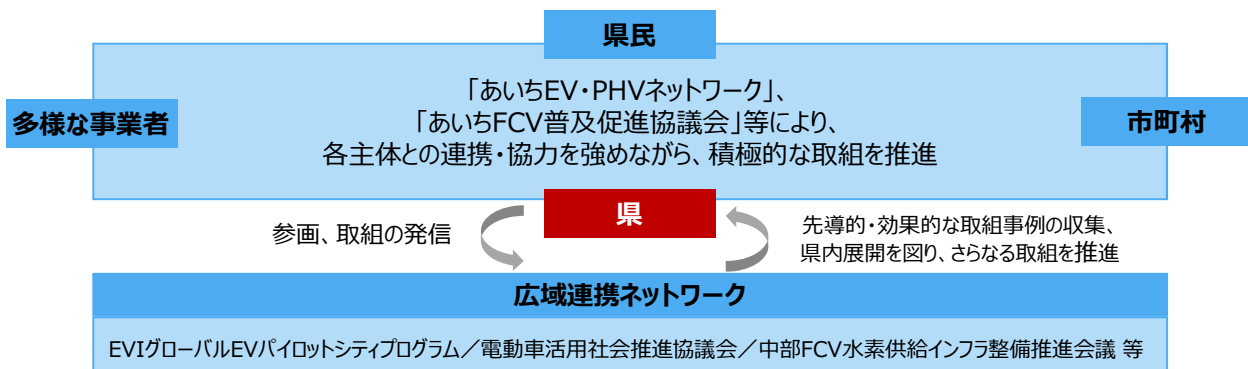 県民
多様な事業者
「あいちEV・PHVネットワーク」、
「あいちFCV普及促進協議会」等により、
各主体との連携・協力を強めながら、積極的な取組を推進
市町村
県
参画、取組の発信
先導的・効果的な取組事例の収集、
県内展開を図り、さらなる取組を推進
広域連携ネットワーク
EVIグローバルEVパイロットシティプログラム／電動車活用社会推進協議会／中部FCV水素供給インフラ整備推進会議 等